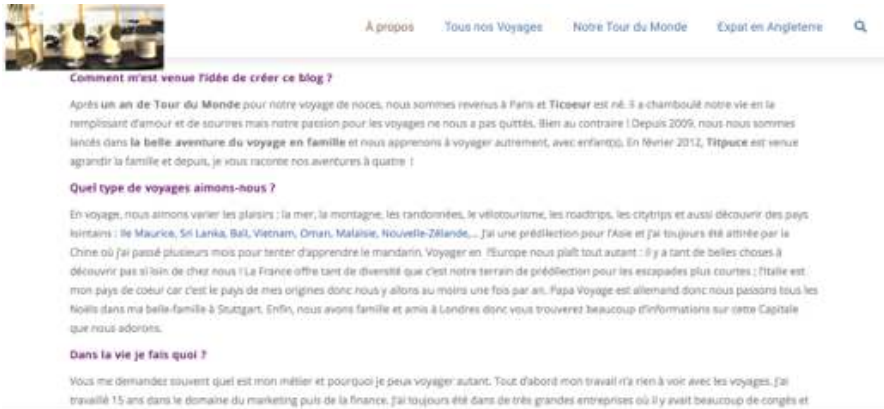 À propos Tous nos Voyages Notre Tour du Monde Expat en Angleterre
Comment m'est venue l'idée de créer ce blog ?
Après un an de Tour du Monde pour notre voyage de noces, nous sommes revenus à Paris et Ticoeur est né. Il a chamboulé notre vie en la
remplissant d'amour et de sourires mais notre passion pour les voyages ne nous a pas quittés. Bien au contraire ! Depuis 2009, nous nous sommes
lancés dans la belle aventure du voyage en famille et nous apprenons à voyager autrement, avec enfant(s). En février 2012, Titpuce est venue
agrandir la famille et depuis, je vous raconte nos aventures à quatre !
Quel type de voyages aimons-nous ?
En voyage, nous aimons varier les plaisirs : la mer, la montagne, les randonnées, le vélotourisme, les roadtrips, les citytrips et aussi découvrir des pays
lointains : Ile Maurice, Sri Lanka, Bali, Vietnam, Oman, Malaisie, Nouvelle-Zélande,... J'ai une prédilection pour l'Asie et j'ai toujours été attirée par la
Chine où j'ai passé plusieurs mois pour tenter d'apprendre le mandarin. Voyager en l'Europe nous plaît tout autant : il y a tant de belles choses à
découvrir pas si loin de chez nous ! La France offre tant de diversité que c'est notre terrain de prédilection pour les escapades plus courtes ; l'Italie est
mon pays de coeur car c'est le pays de mes origines donc nous y allons au moins une fois par an. Papa Voyage est allemand donc nous passons tous les
Noëls dans ma belle-famille à Stuttgart. Enfin, nous avons famille et amis à Londres donc vous trouverez beaucoup d'informations sur cette Capitale
que nous adorons.
Dans la vie je fais quoi ?
Vous me demandez souvent quel est mon métier et pourquoi je peux voyager autant. Tout d'abord mon travail n'a rien à voir avec les voyages. J'ai
travaillé 15 ans dans le domaine du marketing puis de la finance. J'ai toujours été dans de très grandes entreprises où il y avait beaucoup de congés et